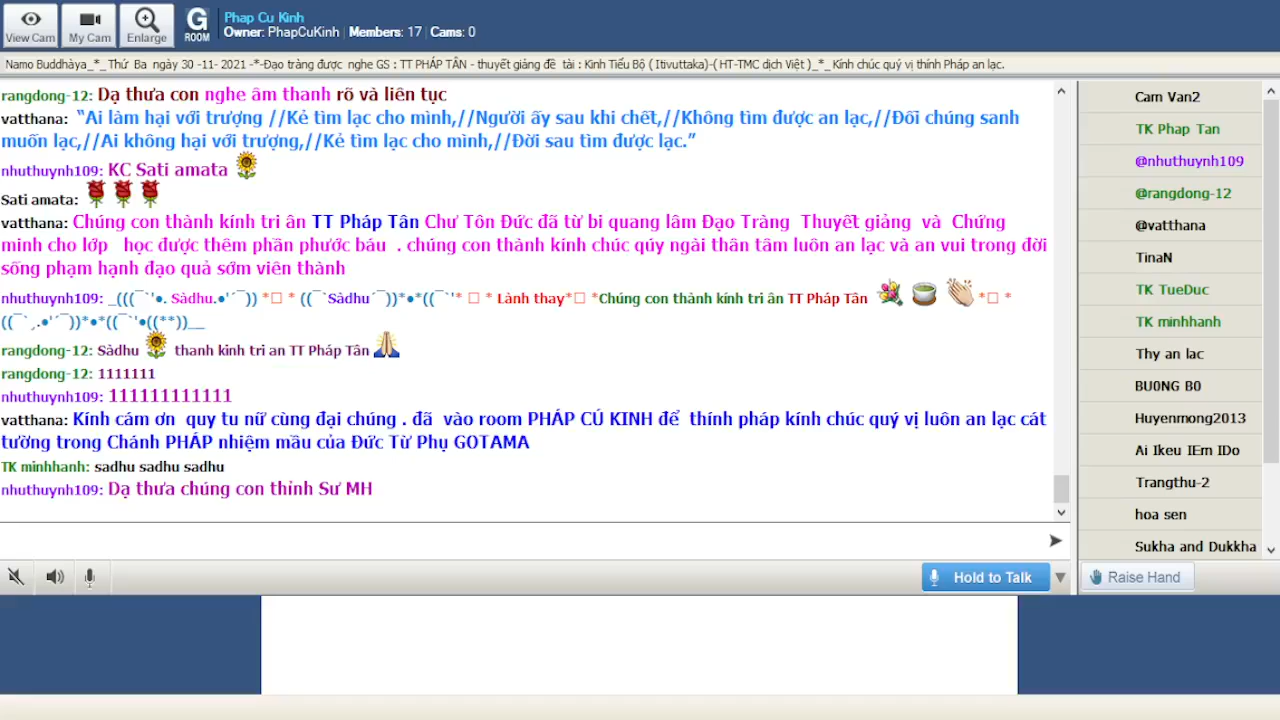 View Cam
My Cam
Enlarge
G
ROOM
Phap Cu Kinh
Owner: PhapCuKinh | Members: 17 | Cams: 0
Namo Buddhàya_*_Thứ Ba ngày 30 -11- 2021 -*-Đạo tràng được nghe GS : TT PHÁP TÂN - thuyết giảng đề tài : Kinh Tiểu Bộ ( Itivuttaka)-( HT-TMC dịch Việt )_*_ Kính chúc quý vị thính Pháp an lạc.
rangdong-12: Dạ thưa con nghe âm thanh rõ và liên tục
vatthana: “Ai làm hại với trượng //Kẻ tìm lạc cho mình,//Người ấy sau khi chết,//Không tìm được an lạc,//Đối chúng sanh
muốn lạc,//Ai không hại với trượng,//Kẻ tìm lạc cho mình,//Đời sau tìm được lạc.”
nhuthuynh109: KC Sati amata
Sati amata:
vatthana: Chúng con thành kính tri ân TT Pháp Tân Chư Tôn Đức đã từ bi quang lâm Đạo Tràng Thuyết giảng và Chứng
minh cho lớp học được thêm phần phước báu . chúng con thành kính chúc qúy ngài thân tâm luôn an lạc và an vui trong đời
sống phạm hạnh đạo quả sớm viên thành
nhuthuynh109: _(((¯`'•. Sàdhu.•'´¯)) *□ * ((¯`Sàdhu´¯))*•*((¯`'* □ * Lành thay*□ *Chúng con thành kính tri ân TT Pháp Tân *□ *
((¯`¸.•'´¯))*•*((¯`'•((**))__
rangdong-12: Sàdhu thanh kinh tri an TT Pháp Tân
rangdong-12: 1111111
nhuthuynh109: 111111111111
vatthana: Kính cám ơn quy tu nữ cùng đại chúng . đã vào room PHÁP CÚ KINH để thính pháp kính chúc quý vị luôn an lạc cát
tường trong Chánh PHÁP nhiệm mầu của Đức Từ Phụ GOTAMA
TK minhhanh: sadhu sadhu sadhu
nhuthuynh109: Dạ thưa chúng con thỉnh Sư MH
Cam Van2
TK Phap Tan
@nhuthuynh109
@rangdong-12
@vatthana
TinaN
TK TueDuc
TK minhhanh
Thy an lac
BU0NG B0
Huyenmong2013
Ai Ikeu IEm IDo
Trangthu-2
hoa sen
Sukha and Dukkha
Hold to Talk
Raise Hand